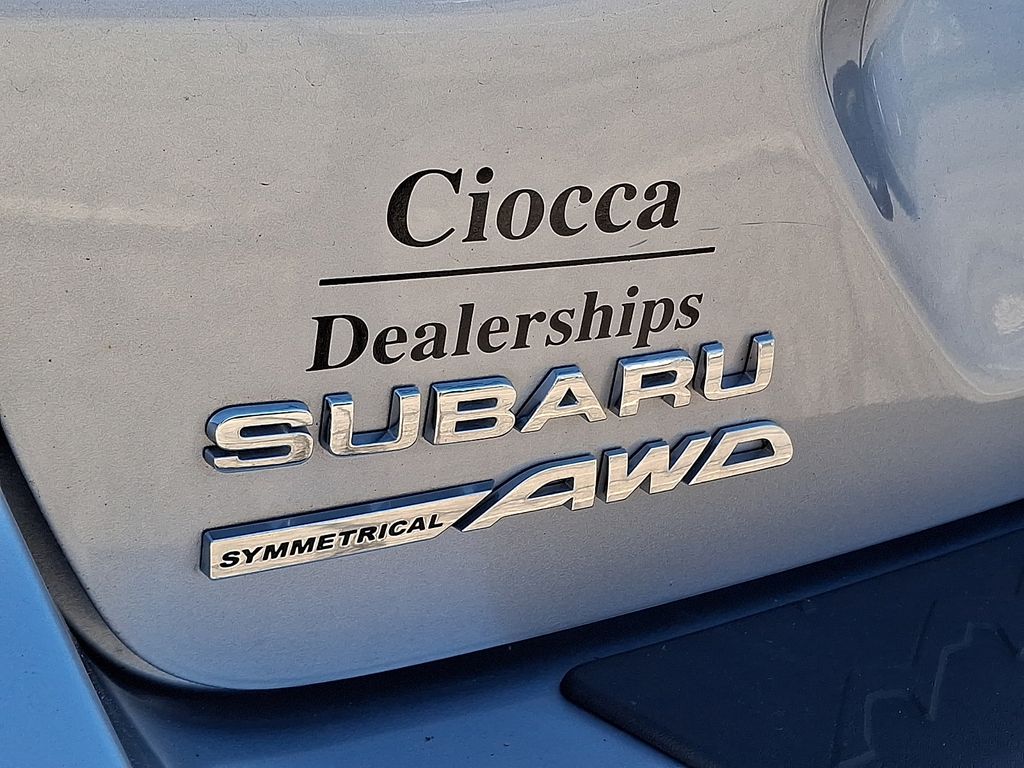 Ciocca
Dealerships
SUBARU
SYMMETRICAL AWD